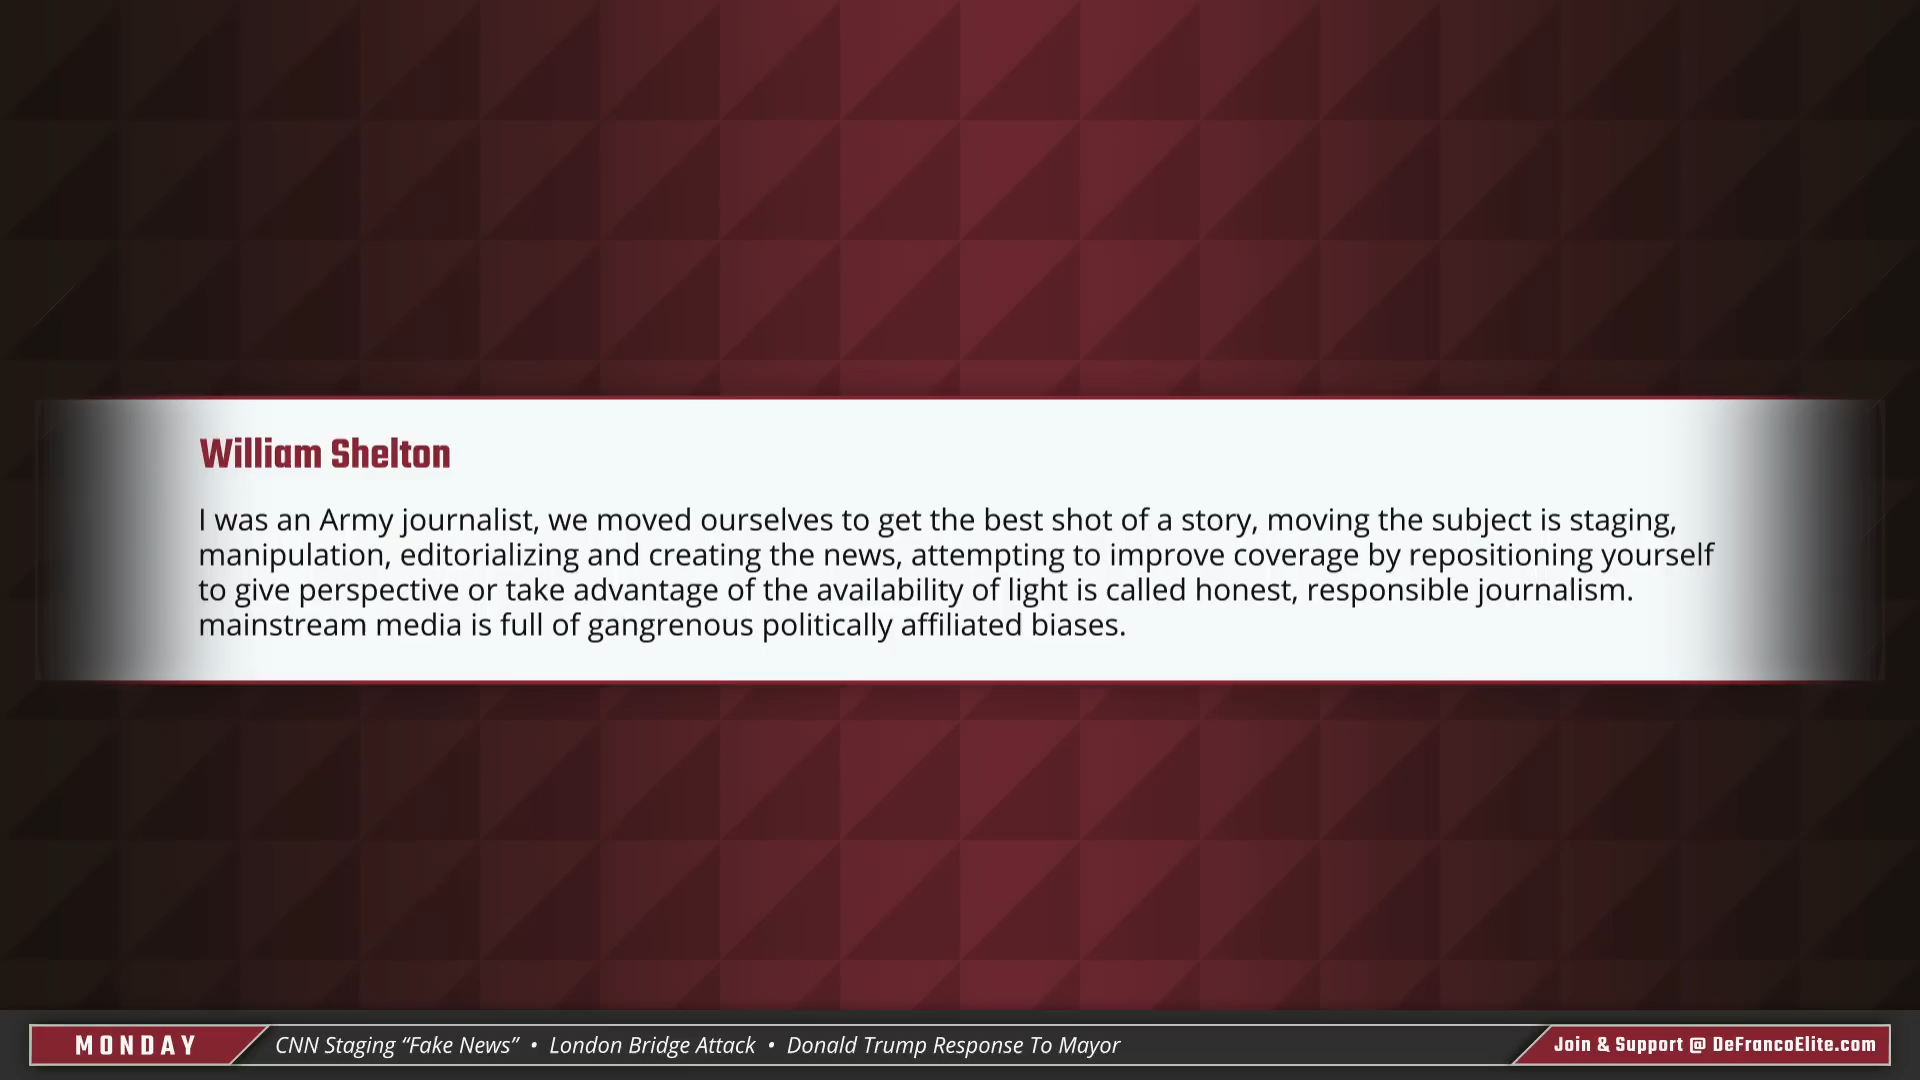 William Shelton
I was an Army journalist, we moved ourselves to get the best shot of a story, moving the subject is staging,
manipulation, editorializing and creating the news, attempting to improve coverage by repositioning yourself
to give perspective or take advantage of the availability of light is called honest, responsible journalism.
mainstream media is full of gangrenous politically affiliated biases.
MONDAY
CNN Staging “Fake News” • London Bridge Attack • Donald Trump Response To Mayor
Join & Support @ DeFrancoElite.com